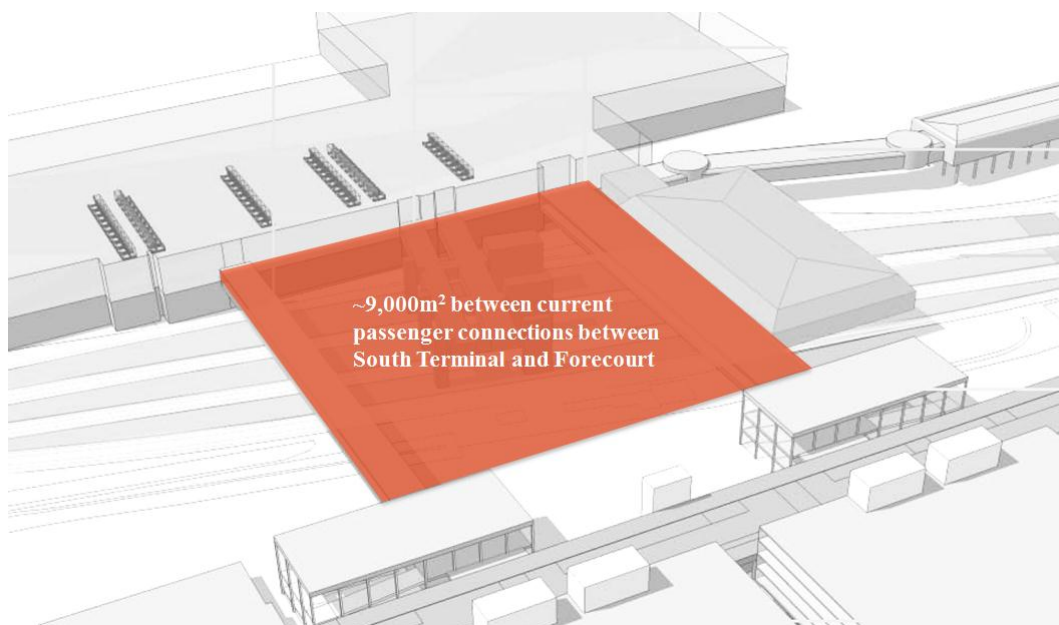 ~9,000m² between current
passenger connections between
South Terminal and Forecourt